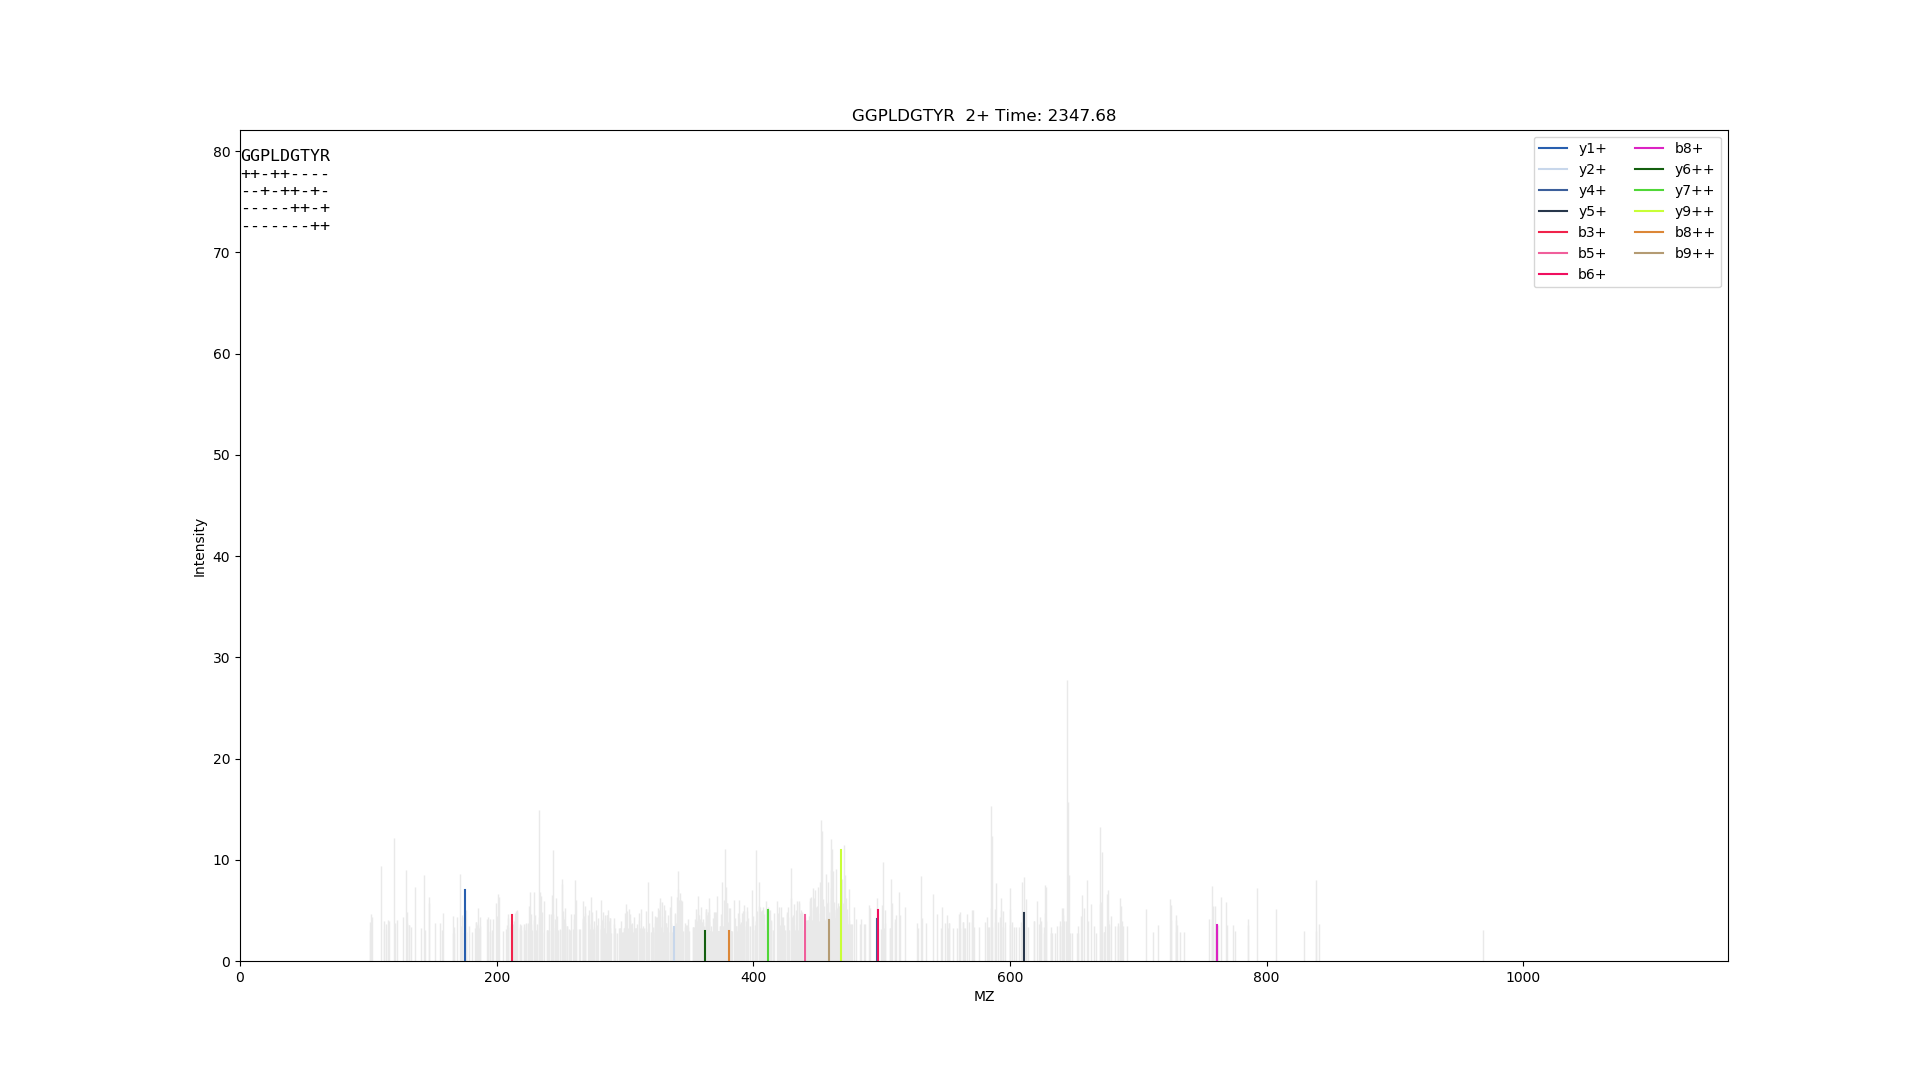 GGPLDGTYR  2+ Time: 2347.68
GGPLDGTYR
++-++----
--+-++-+-
-----++-+
-------++
y1+
y2+
y4+
y5+
b3+
b5+
b6+
b8+
y6++
y7++
y9++
b8++
b9++
80
70
60
50
40
30
20
10
0
Intensity
0 200 400 600 800 1000
MZ